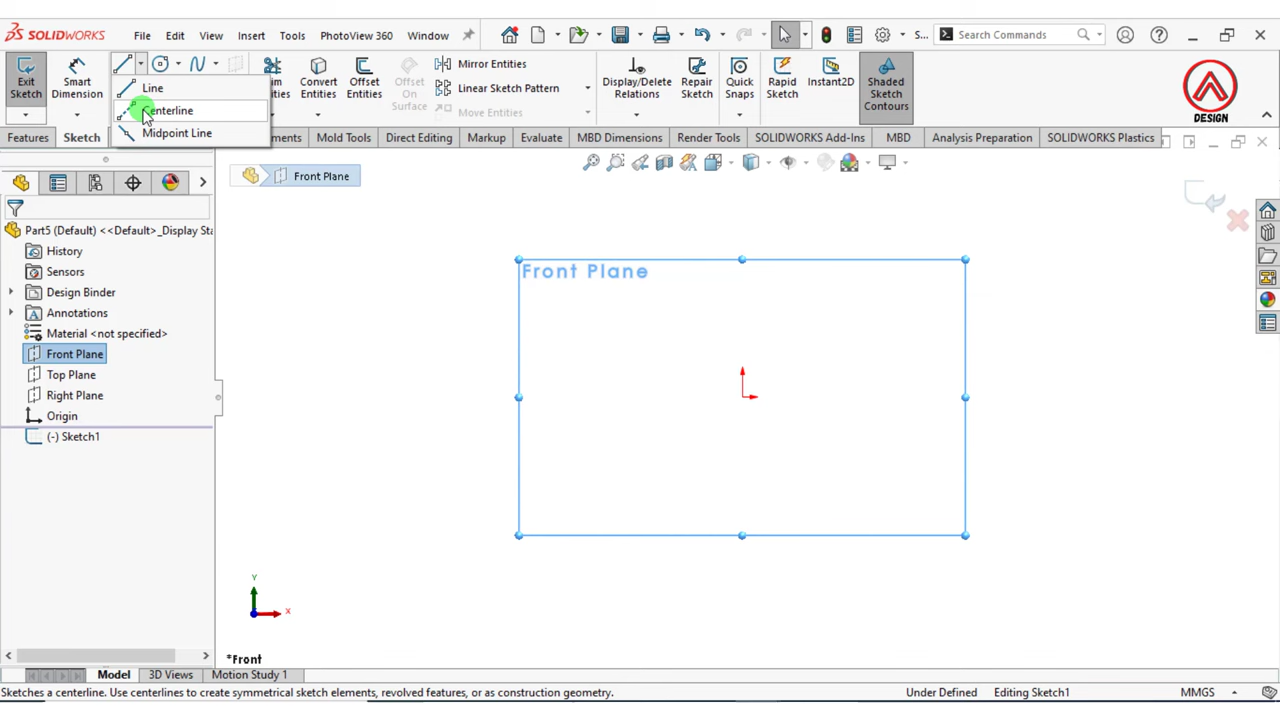 SOLIDWORKS File Edit View Insert Tools PhotoView 360 Window S... Search Commands
Exit Sketch
Smart Dimension
Line
Centerline
Midpoint Line
Convert Entities
Offset Entities
Offset On Surface
Mirror Entities
Linear Sketch Pattern
Move Entities
Display/Delete Relations
Repair Sketch
Quick Snaps
Rapid Sketch
Instant2D
Shaded Sketch Contours
DESIGN
Features Sketch Mold Tools Direct Editing Markup Evaluate MBD Dimensions Render Tools SOLIDWORKS Add-Ins MBD Analysis Preparation SOLIDWORKS Plastics
Front Plane
Part5 (Default) <<Default>_Display Sta
History
Sensors
Design Binder
Annotations
Material <not specified>
Front Plane
Top Plane
Right Plane
Origin
(-) Sketch1
Front Plane
Y
X
*Front
Model 3D Views Motion Study 1
Sketches a centerline. Use centerlines to create symmetrical sketch elements, revolved features, or as construction geometry. Under Defined Editing Sketch1 MMGS